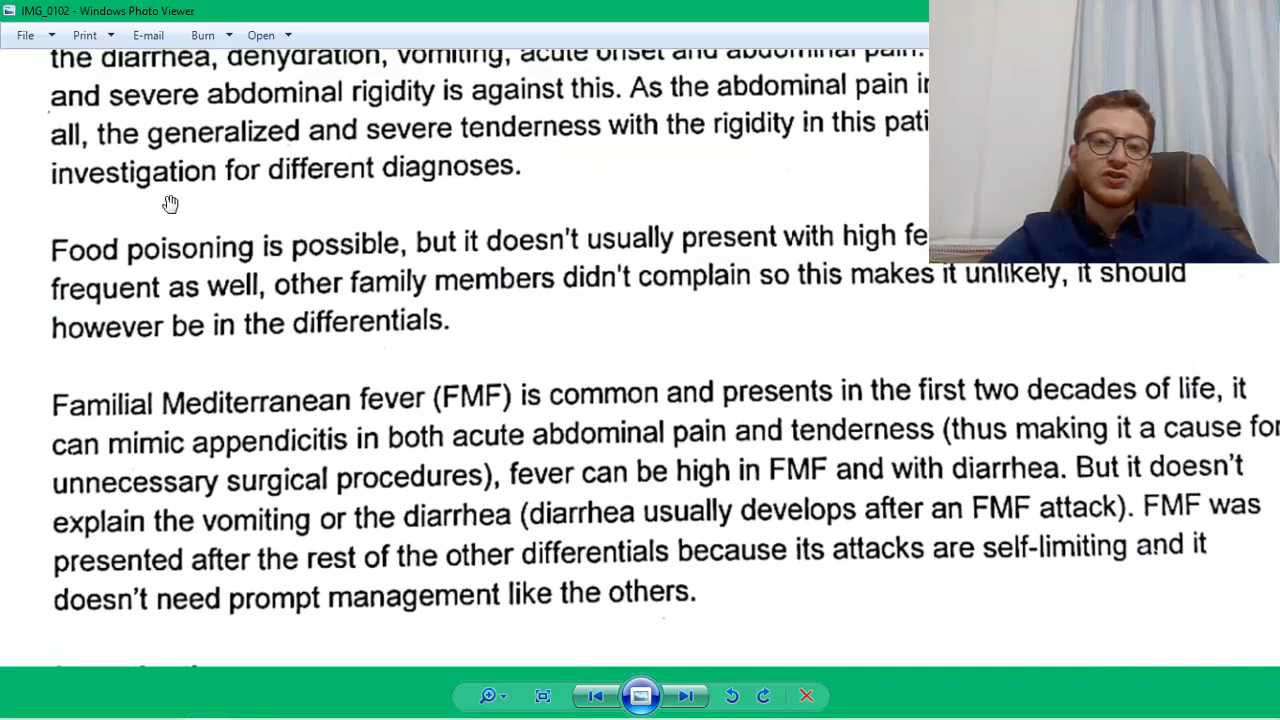 IMG_0102 - Windows Photo Viewer
File Print E-mail Burn Open
the diarrhea, dehydration, vomiting, acute onset and abdominal pain.
and severe abdominal rigidity is against this. As the abdominal pain
all, the generalized and severe tenderness with the rigidity in this
investigation for different diagnoses.
Food poisoning is possible, but it doesn't usually present with high
frequent as well, other family members didn't complain so this makes it unlikely, it should
however be in the differentials.
Familial Mediterranean fever (FMF) is common and presents in the first two decades of life, it
can mimic appendicitis in both acute abdominal pain and tenderness (thus making it a cause for
unnecessary surgical procedures), fever can be high in FMF and with diarrhea. But it doesn't
explain the vomiting or the diarrhea (diarrhea usually develops after an FMF attack). FMF was
presented after the rest of the other differentials because its attacks are self-limiting and it
doesn't need prompt management like the others.